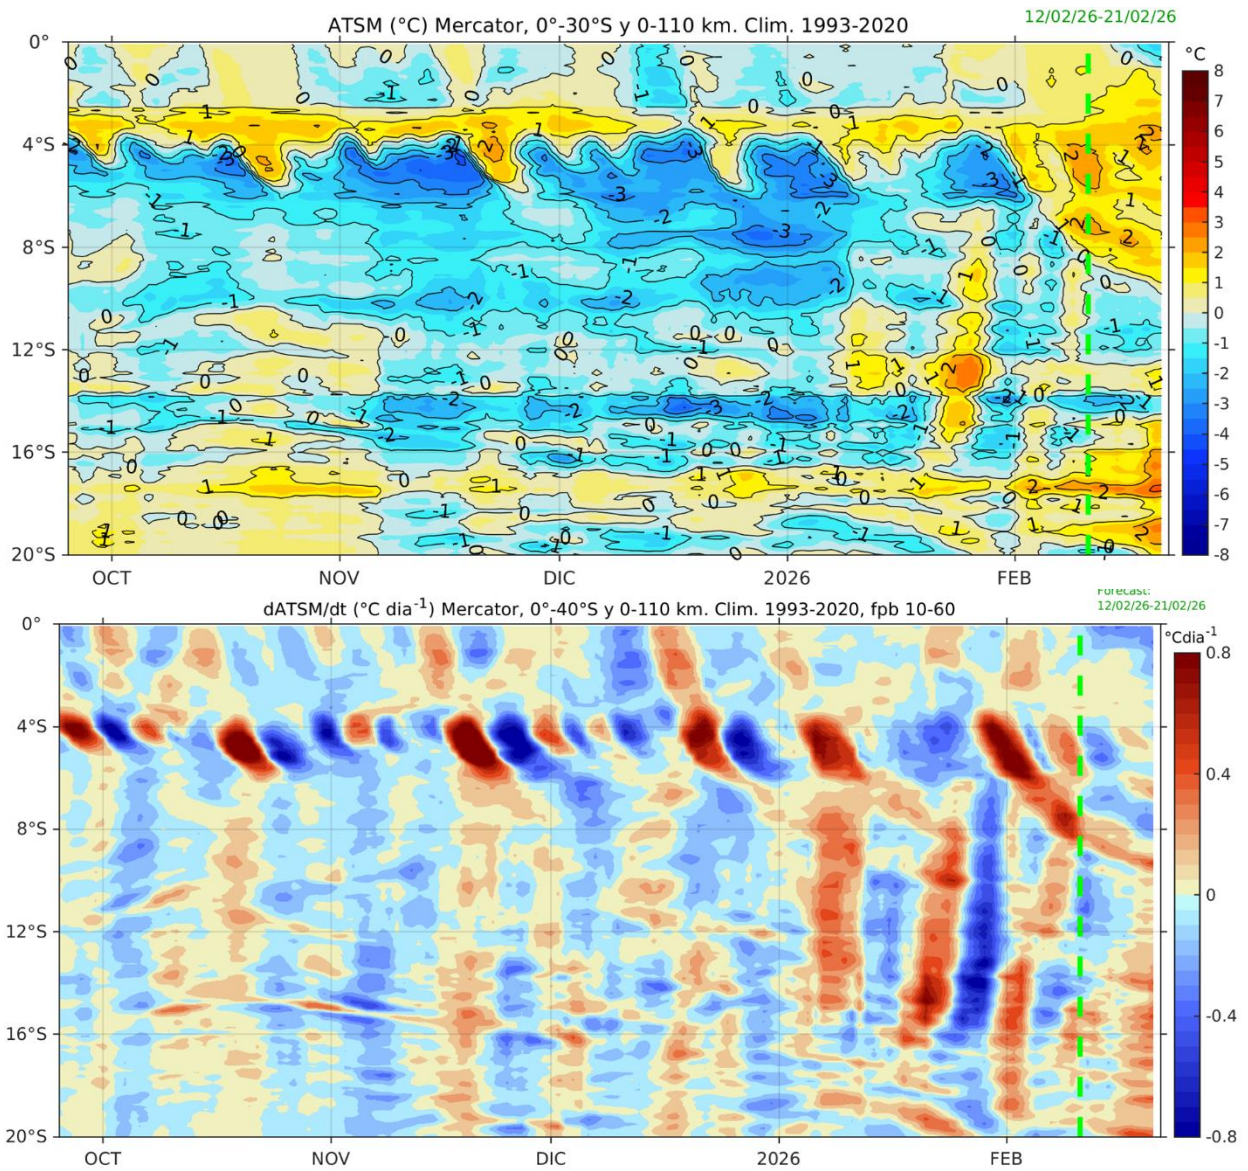 ATSM (°C) Mercator, 0°-30°S y 0-110 km. Clim. 1993-2020
12/02/26-21/02/26
°C
0°
4°S
8°S
12°S
16°S
20°S
OCT NOV DIC 2026 FEB
8
7
6
5
4
3
2
1
0
-1
-2
-3
-4
-5
-6
-7
-8
dATSM/dt (°C dia⁻¹) Mercator, 0°-40°S y 0-110 km. Clim. 1993-2020, fpb 10-60
Forecast:
12/02/26-21/02/26
°Cdia⁻¹
0°
4°S
8°S
12°S
16°S
20°S
OCT NOV DIC 2026 FEB
0.8
0.4
0
-0.4
-0.8